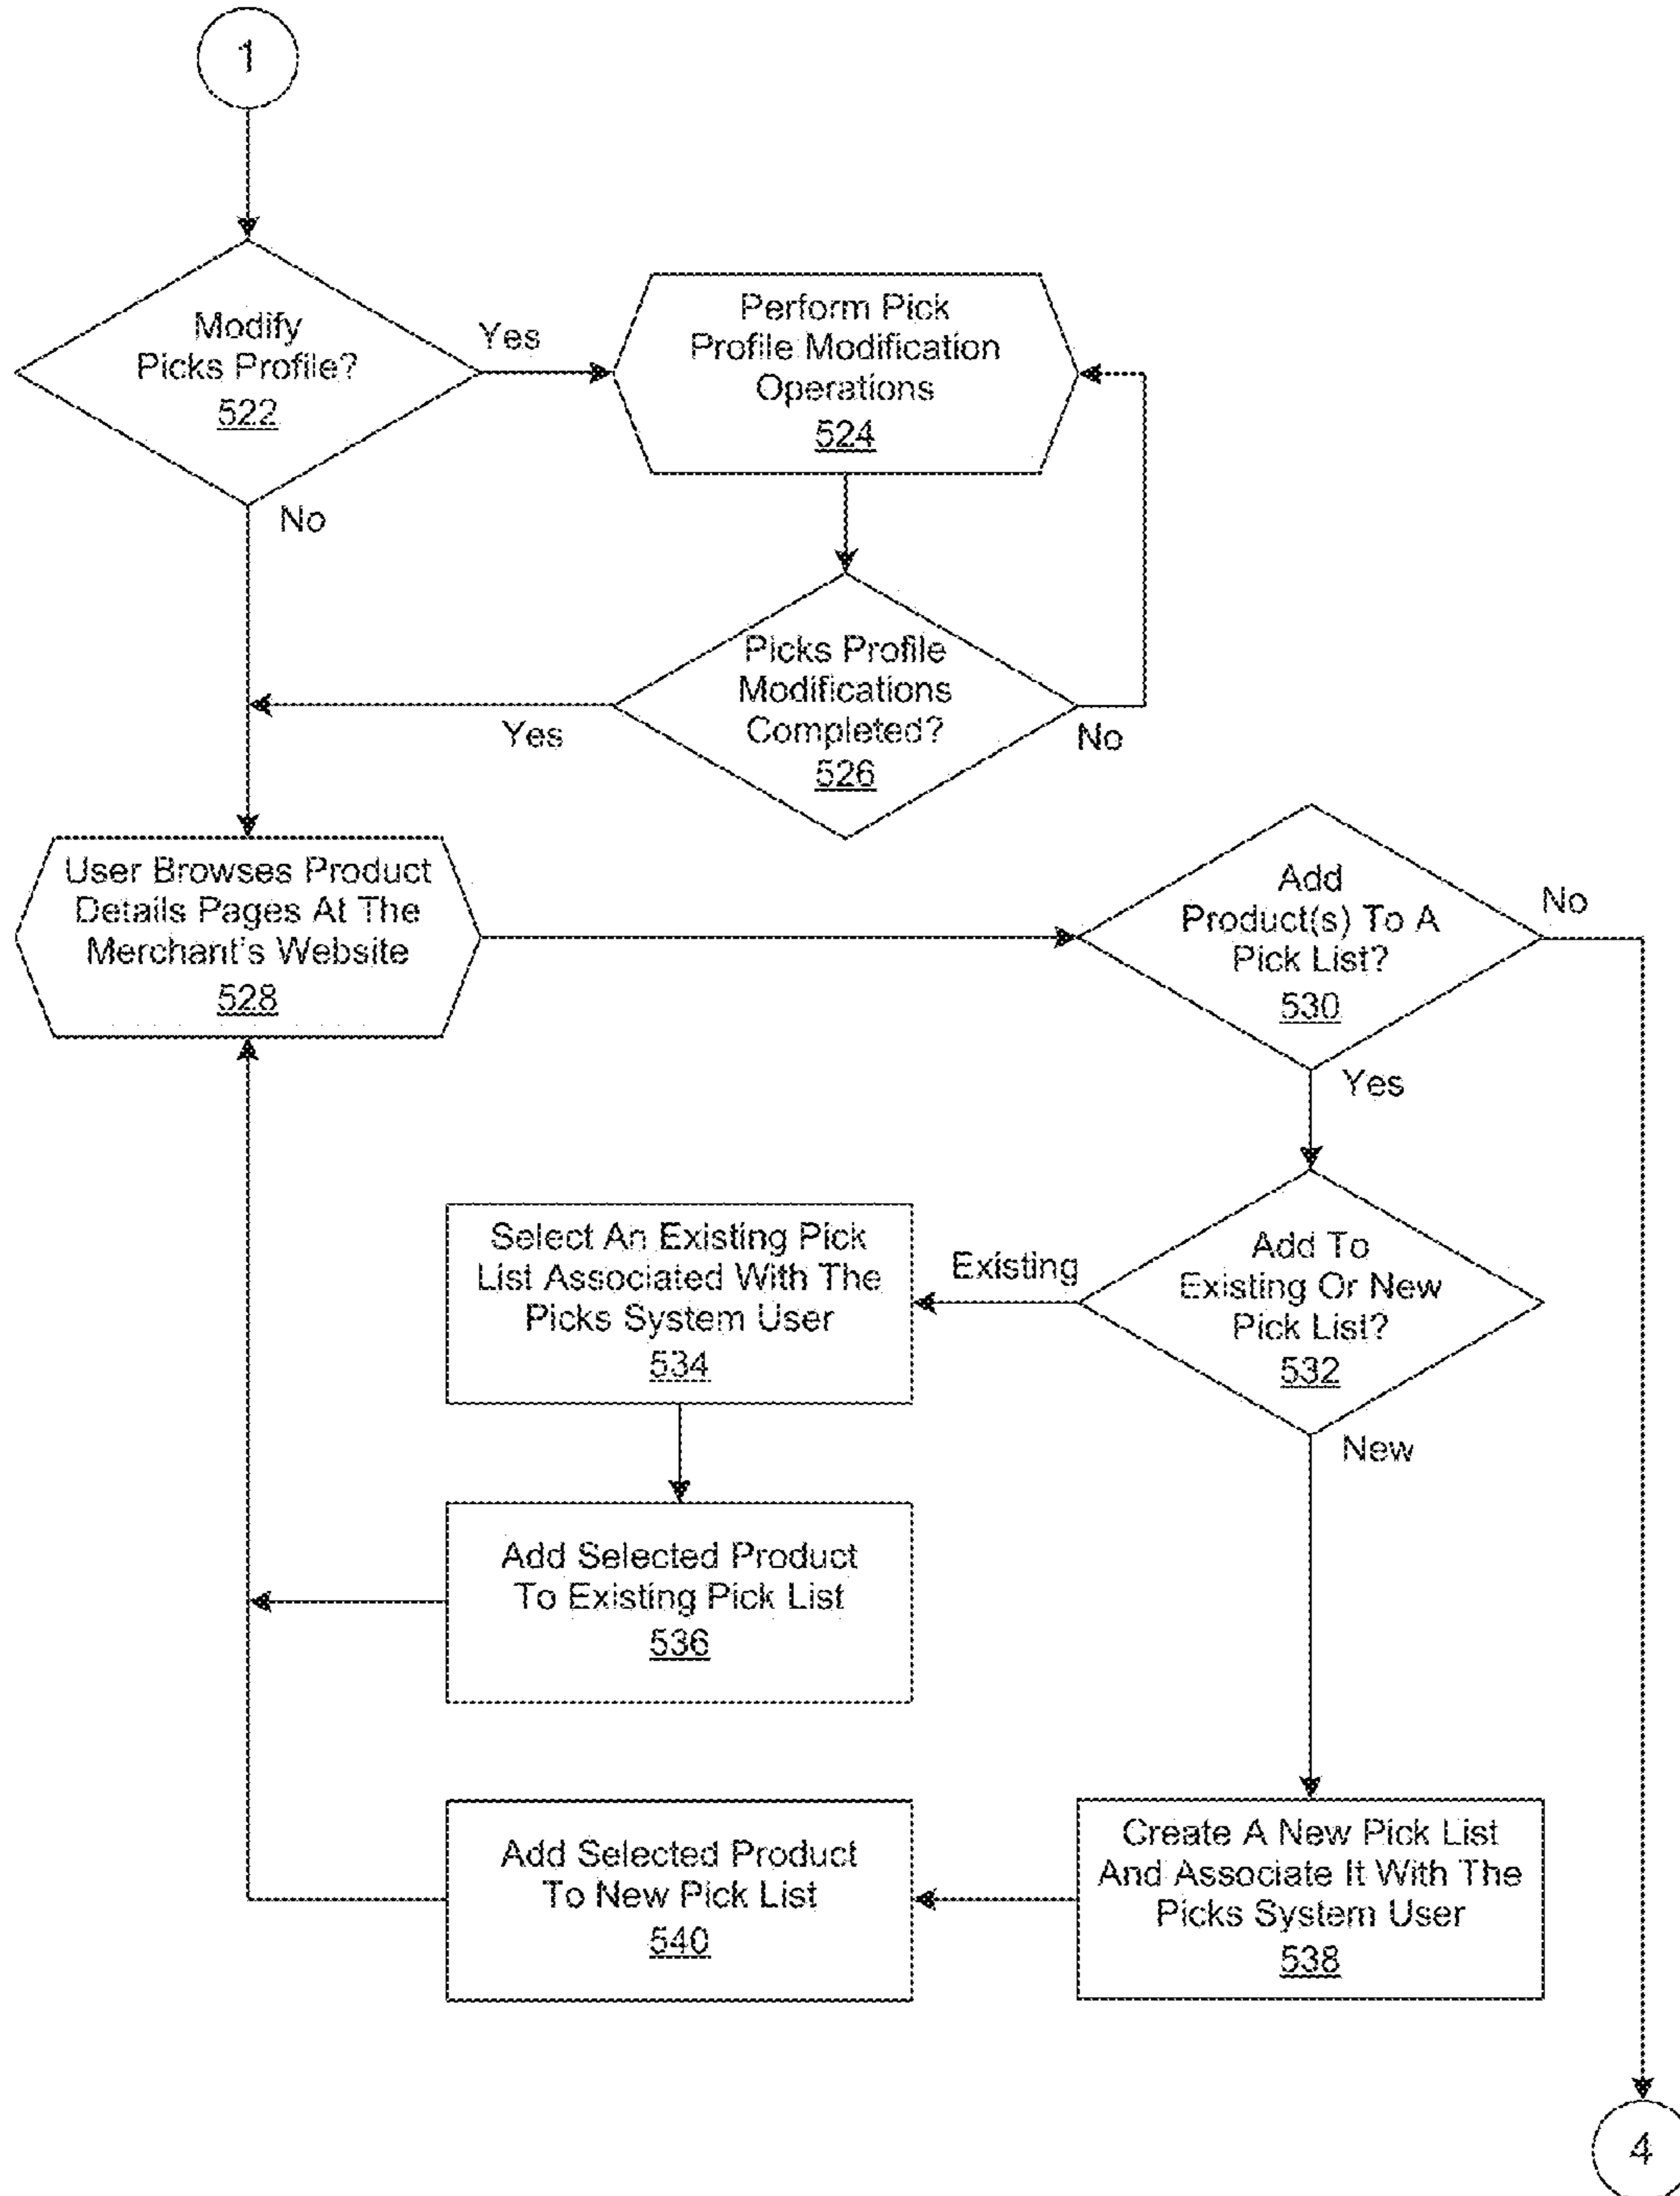 1
Modify
Picks Profile?
522
Yes
No
Perform Pick
Profile Modification
Operations
524
Picks Profile
Modifications
Completed?
526
Yes
No
User Browses Product
Details Pages At The
Merchant's Website
528
Add
Product(s) To A
Pick List?
530
No
Yes
Add To
Existing Or New
Pick List?
532
Existing
New
Select An Existing Pick
List Associated With The
Picks System User
534
Add Selected Product
To Existing Pick List
536
Create A New Pick List
And Associate It With The
Picks System User
538
Add Selected Product
To New Pick List
540
4